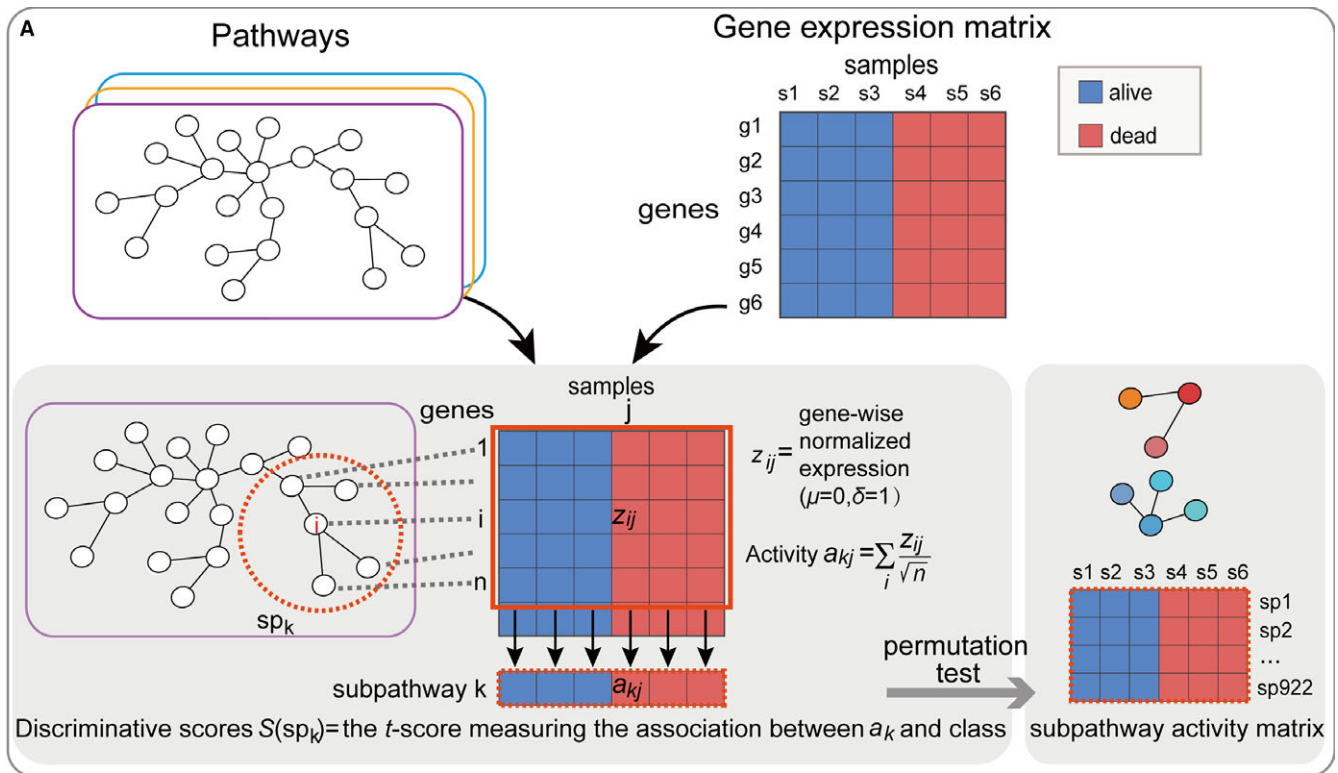 A
Pathways
Gene expression matrix
samples
s1 s2 s3 s4 s5 s6
alive
dead
genes
g1
g2
g3
g4
g5
g6
samples
j
genes
1
i
n
i
sp_k
z_ij
z_ij =
gene-wise
normalized
expression
(μ=0,δ=1)
Activity a_kj = ∑_i z_ij/√n
subpathway k
a_kj
Discriminative scores S(sp_k)=the t-score measuring the association between a_k and class
permutation
test
s1 s2 s3 s4 s5 s6
sp1
sp2
...
sp922
subpathway activity matrix